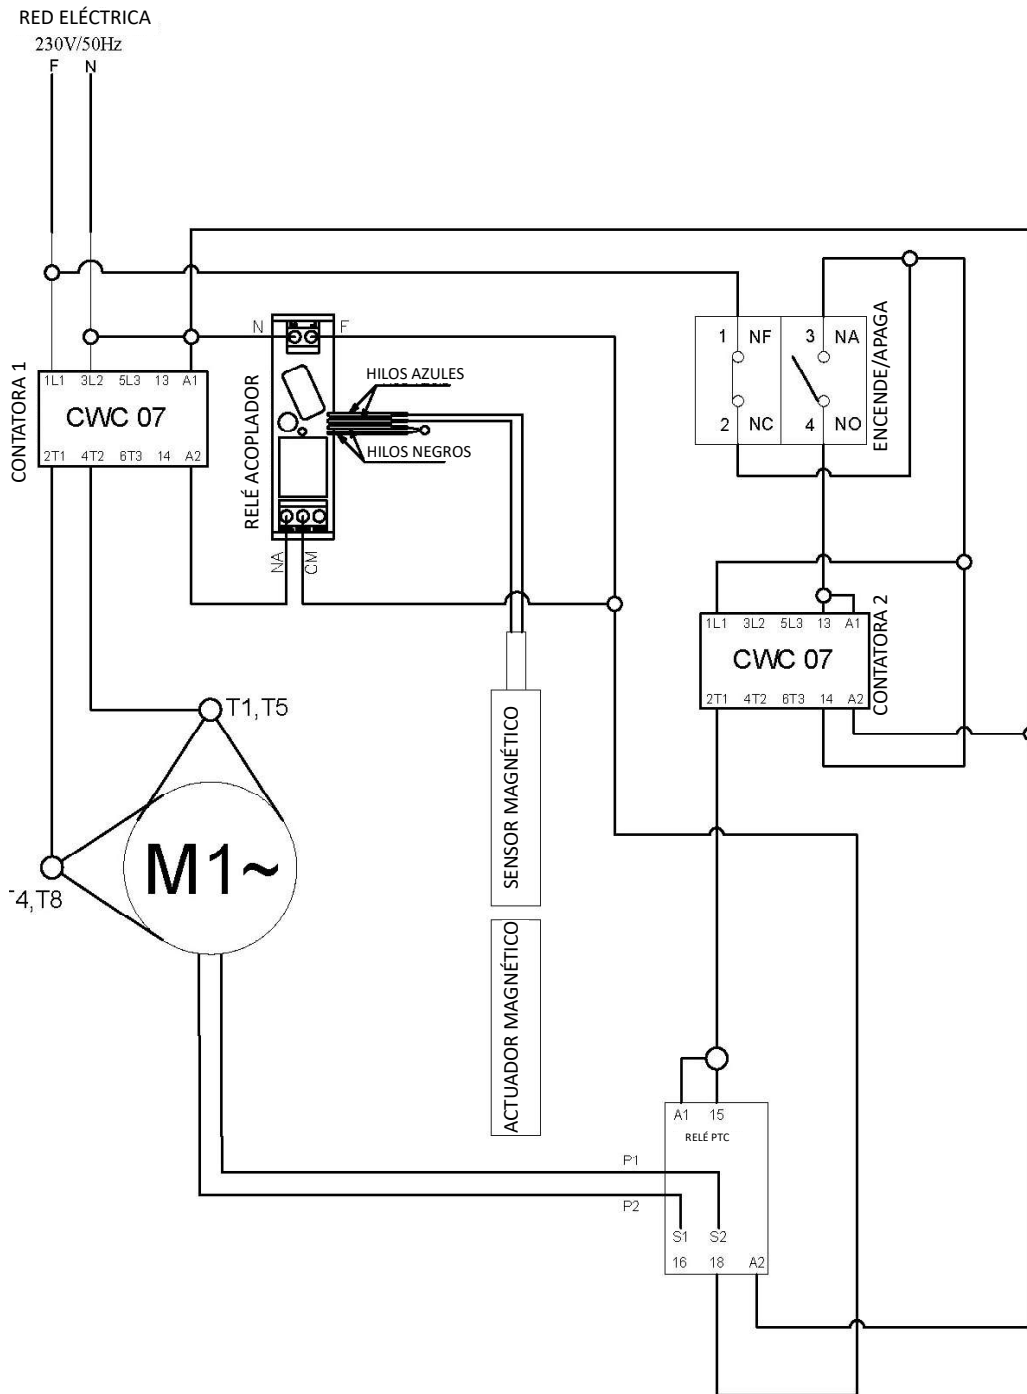 RED ELÉCTRICA
230V/50Hz
F N
CONTATORA 1
1L1 3L2 5L3 13 A1
CWC 07
2T1 4T2 6T3 14 A2
N F
RELÉ ACOPLADOR
HILOS AZULES
HILOS NEGROS
NA CM
1 NF 3 NA
2 NC 4 NO
ENCENDE/APAGA
1L1 3L2 5L3 13 A1
CWC 07
2T1 4T2 6T3 14 A2
CONTATORA 2
T1,T5
M1~
4,T8
SENSOR MAGNÉTICO
ACTUADOR MAGNÉTICO
A1 15
RELÉ PTC
P1
P2
S1 S2
16 18 A2